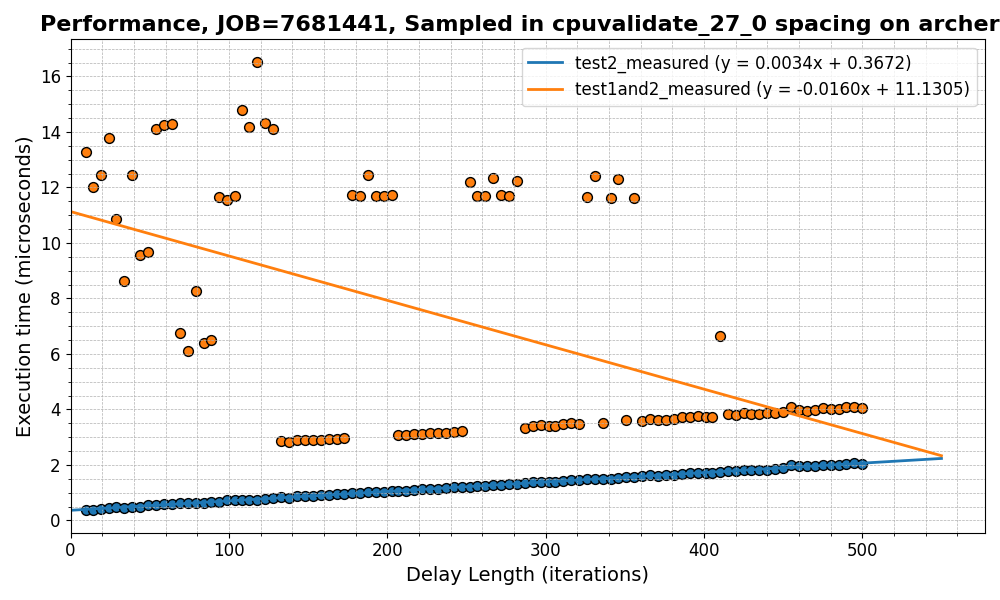 Performance, JOB=7681441, Sampled in cpuvalidate_27_0 spacing on archer
test2_measured (y = 0.0034x + 0.3672)
test1and2_measured (y = -0.0160x + 11.1305)
Execution time (microseconds)
16
14
12
10
8
6
4
2
0
0 100 200 300 400 500
Delay Length (iterations)